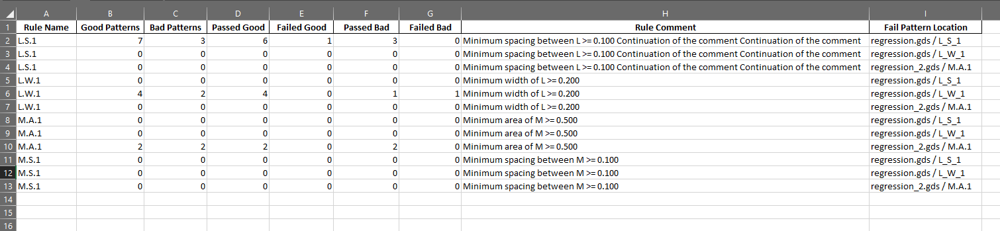 A B C D E F G H I
1 Rule Name Good Patterns Bad Patterns Passed Good Failed Good Passed Bad Failed Bad Rule Comment Fail Pattern Location
2 L.S.1 7 3 6 1 3 0 Minimum spacing between L >= 0.100 Continuation of the comment Continuation of the comment regression.gds / L_S_1
3 L.S.1 0 0 0 0 0 0 Minimum spacing between L >= 0.100 Continuation of the comment Continuation of the comment regression.gds / L_W_1
4 L.S.1 0 0 0 0 0 0 Minimum spacing between L >= 0.100 Continuation of the comment Continuation of the comment regression_2.gds / M.A.1
5 L.W.1 0 0 0 0 0 0 Minimum width of L >= 0.200 regression.gds / L_S_1
6 L.W.1 4 2 4 0 1 1 Minimum width of L >= 0.200 regression.gds / L_W_1
7 L.W.1 0 0 0 0 0 0 Minimum width of L >= 0.200 regression_2.gds / M.A.1
8 M.A.1 0 0 0 0 0 0 Minimum area of M >= 0.500 regression.gds / L_S_1
9 M.A.1 0 0 0 0 0 0 Minimum area of M >= 0.500 regression.gds / L_W_1
10 M.A.1 2 2 2 0 2 0 Minimum area of M >= 0.500 regression_2.gds / M.A.1
11 M.S.1 0 0 0 0 0 0 Minimum spacing between M >= 0.100 regression.gds / L_S_1
12 M.S.1 0 0 0 0 0 0 Minimum spacing between M >= 0.100 regression.gds / L_W_1
13 M.S.1 0 0 0 0 0 0 Minimum spacing between M >= 0.100 regression_2.gds / M.A.1
14
15
16